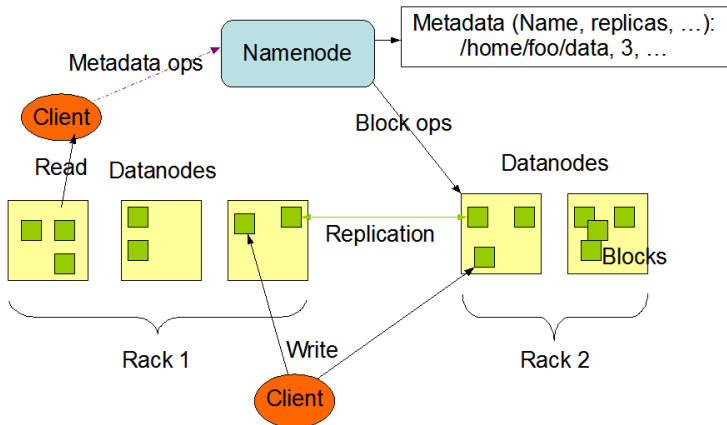 Metadata (Name, replicas, …):
/home/foo/data, 3, …
Namenode
Metadata ops
Client
Block ops
Read
Datanodes
Datanodes
Replication
Blocks
Rack 1
Write
Rack 2
Client